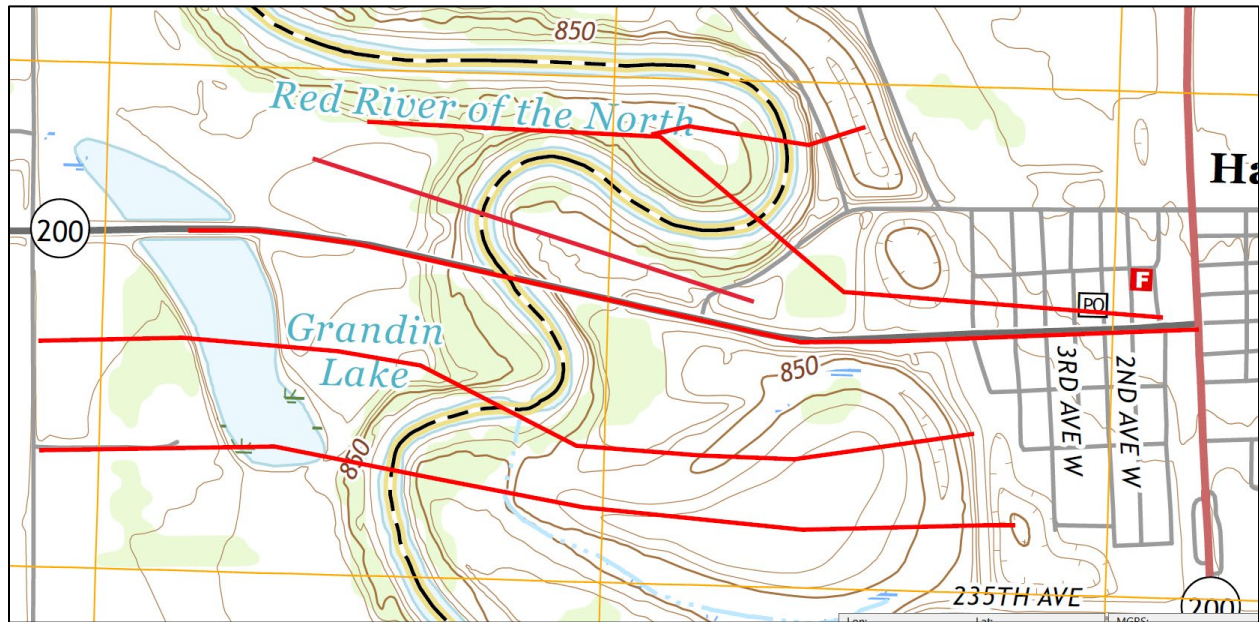 850
Red River of the North
Ha
200
F
PO
Grandin
Lake
850
850
3RD AVE W
2ND AVE W
235TH AVE
200